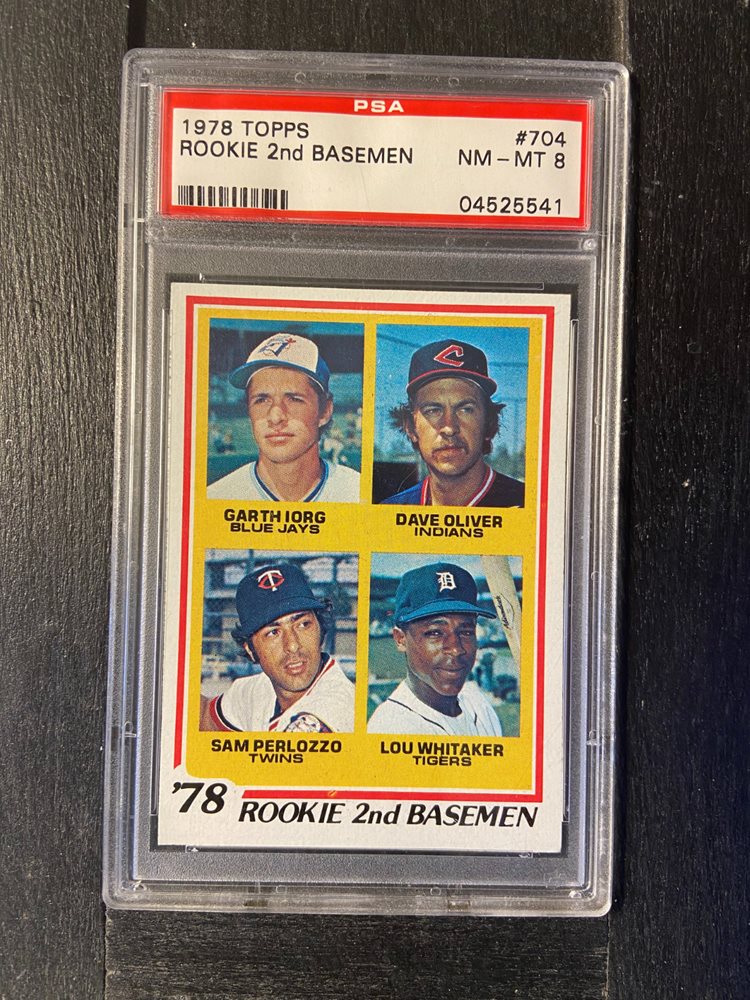 PSA
1978 TOPPS #704
ROOKIE 2nd BASEMEN NM-MT 8
04525541
C
GARTH IORG DAVE OLIVER
BLUE JAYS INDIANS
TC
D
SAM PERLOZZO LOU WHITAKER
TWINS TIGERS
'78 ROOKIE 2nd BASEMEN